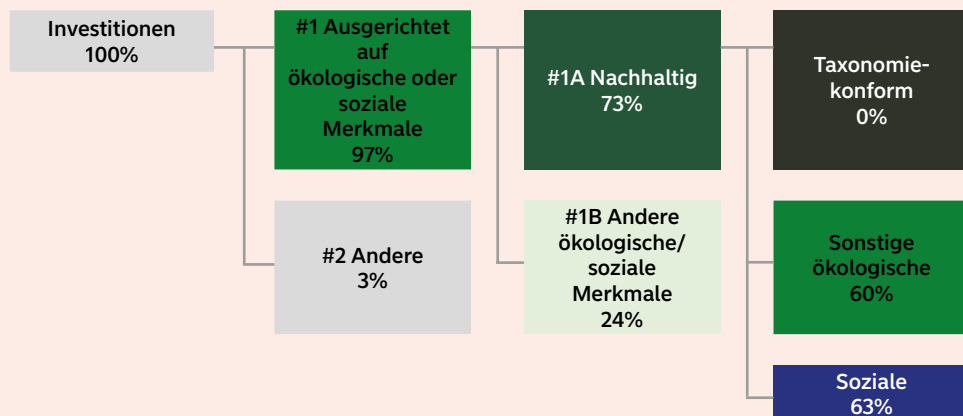 Investitionen
100%
#1 Ausgerichtet
auf
ökologische oder
soziale
Merkmale
97%
#2 Andere
3%
#1A Nachhaltig
73%
#1B Andere
ökologische/
soziale
Merkmale
24%
Taxonomie-
konform
0%
Sonstige
ökologische
60%
Soziale
63%